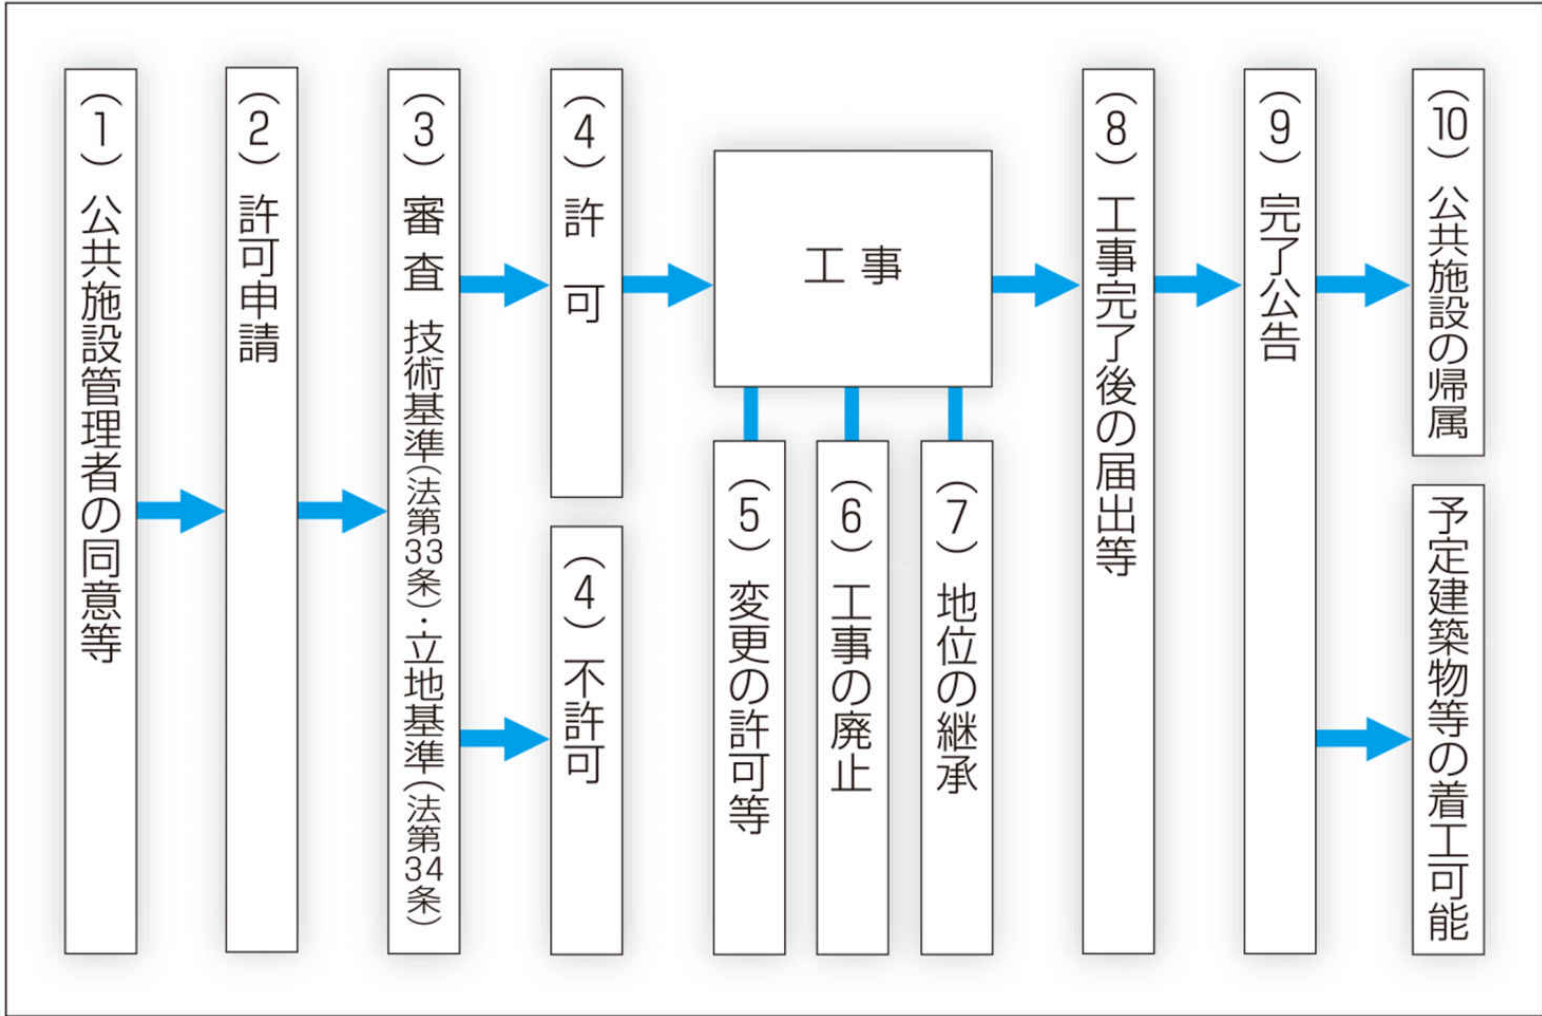 (1) 公共施設管理者の同意等
(2) 許可申請
(3) 審査 技術基準(法第33条)・立地基準(法第34条)
(4) 許可
(4) 不許可
工事
(5) 変更の許可等
(6) 工事の廃止
(7) 地位の継承
(8) 工事完了後の届出等
(9) 完了公告
(10) 公共施設の帰属
予定建築物等の着工可能